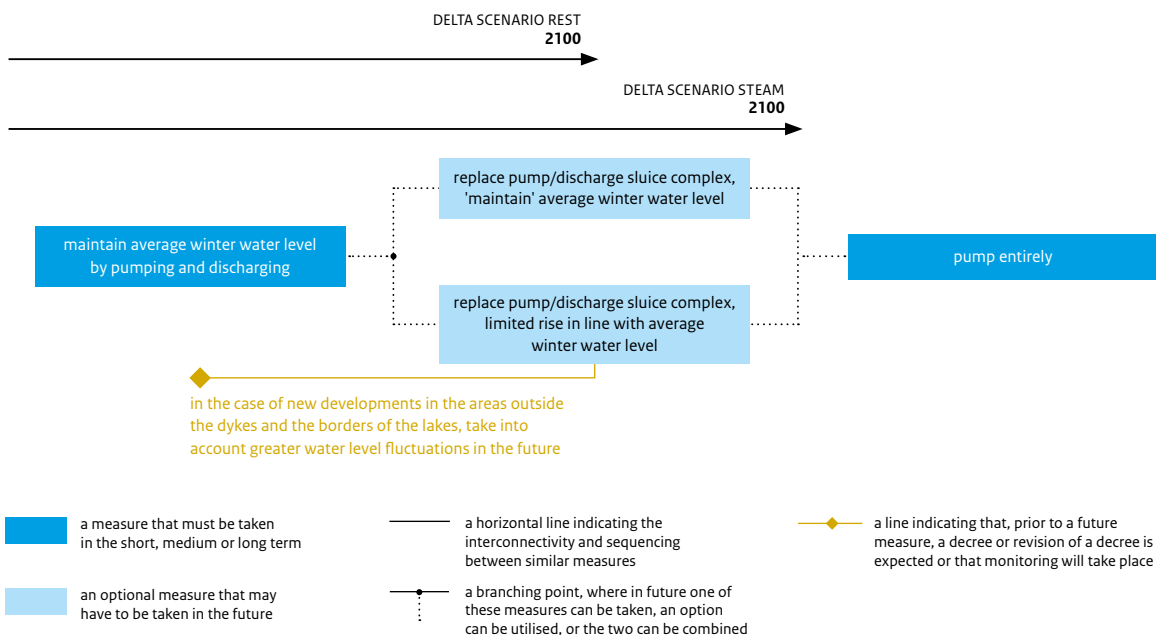 DELTA SCENARIO REST
2100
DELTA SCENARIO STEAM
2100
replace pump/discharge sluice complex,
'maintain' average winter water level
maintain average winter water level
by pumping and discharging
pump entirely
replace pump/discharge sluice complex,
limited rise in line with average
winter water level
in the case of new developments in the areas outside
the dykes and the borders of the lakes, take into
account greater water level fluctuations in the future
a measure that must be taken
in the short, medium or long term
an optional measure that may
have to be taken in the future
a horizontal line indicating the
interconnectivity and sequencing
between similar measures
a branching point, where in future one of
these measures can be taken, an option
can be utilised, or the two can be combined
a line indicating that, prior to a future
measure, a decree or revision of a decree is
expected or that monitoring will take place